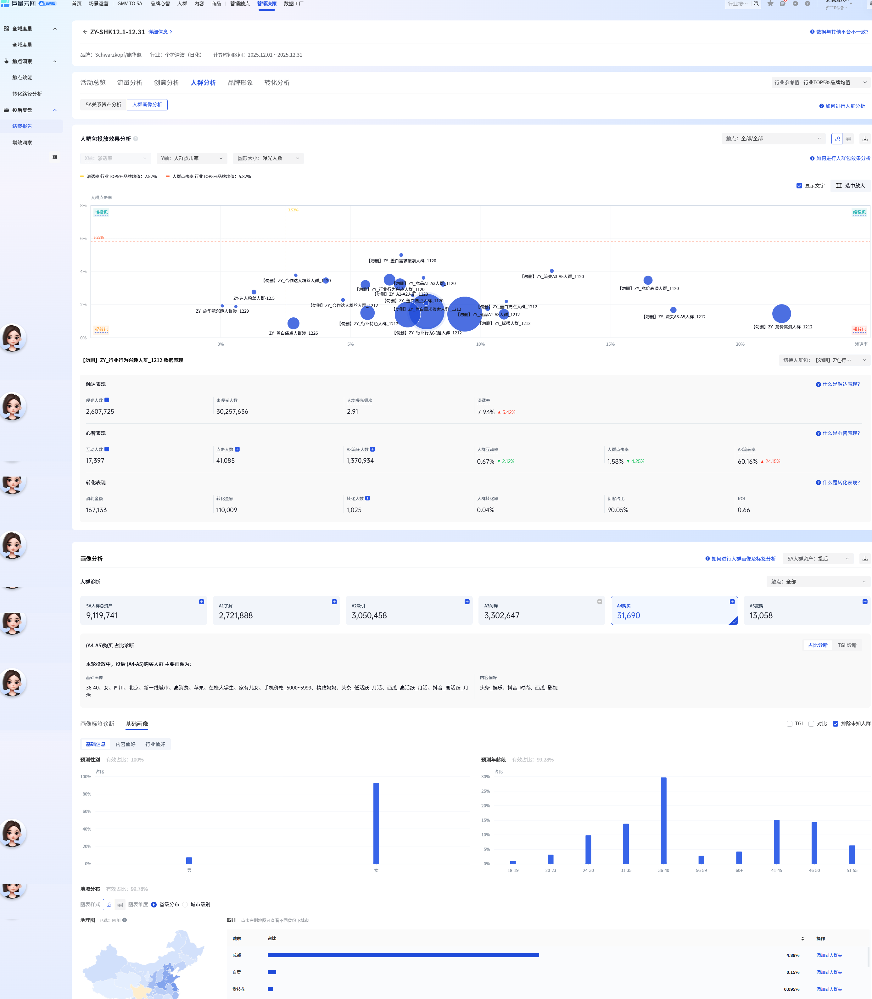 巨量云图 品牌版
首页 场景运营 GMV TO 5A 品牌心智 人群 内容 商品 营销触点 营销决策 数据工厂
行业搜…
y***n@g…
全域度量
全域度量
触点洞察
触点效能
转化路径分析
投后复盘
结案报告
增效洞察
ZY-SHK12.1-12.31 详细信息
数据与其他平台不一致?
品牌：Schwarzkopf/施华蔻 行业：个护清洁（日化） 计算时间区间：2025.12.01 ~ 2025.12.31
活动总览 流量分析 创意分析 人群分析 品牌形象 转化分析
行业参考值: 行业TOP5%品牌均值
5A关系资产分析 人群画像分析
如何进行人群分析
人群包投放效果分析
触点：全部/全部
X轴：渗透率 Y轴：人群点击率 圆形大小：曝光人数
如何进行人群包效果分析
渗透率 行业TOP5%品牌均值：2.52% 人群点击率 行业TOP5%品牌均值：5.82%
显示文字 选中放大
人群点击率
8%
增投包
2.52%
维稳包
6%
5.82%
【勿删】ZY_盖白需求搜索人群_1120
4%
【勿删】ZY_流失A3-A5人群_1120
【勿删】ZY_合作达人粉丝人群_1120
【勿删】ZY_竞品A1-A3人群_1120
【勿删】ZY_竞价高潜人群_1120
【勿删】ZY_行业行为兴趣人群_1120
【勿删】ZY_A1-A2人群_1120
ZY-达人粉丝人群-12.5
【勿删】ZY_盖白痛点人群_1120
2%
【勿删】ZY_合作达人粉丝人群_1212
【勿删】ZY_盖白痛点人群_1212
【勿删】ZY_盖白需求搜索人群_1212
ZY_施华蔻兴趣人群渗_1229
【勿删】ZY_竞品A1-A3人群_1212
【勿删】ZY_流失A3-A5人群_1212
【勿删】ZY_行业特色人群_1212
【勿删】ZY_摇摆人群_1212
【勿删】ZY_竞价高潜人群_1212
提效包
扭转包
ZY_盖白痛点人群渗_1226
【勿删】ZY_行业行为兴趣人群_1212
0%
0% 5% 10% 15% 20% 渗透率
【勿删】ZY_行业行为兴趣人群_1212 数据表现
切换人群包：【勿删】ZY_行…
触达表现
什么是触达表现?
曝光人数 未曝光人数 人均曝光频次 渗透率
2,607,725 30,257,636 2.91 7.93% ▲ 5.42%
心智表现
什么是心智表现?
互动人数 点击人数 A3流转人数 人群互动率 人群点击率 A3流转率
17,397 41,085 1,370,934 0.67% ▼ 2.12% 1.58% ▼ 4.25% 60.16% ▲ 24.15%
转化表现
什么是转化表现?
消耗金额 转化金额 转化人数 人群转化率 新客占比 ROI
167,133 110,009 1,025 0.04% 90.05% 0.66
画像分析
如何进行人群画像及标签分析
5A人群资产：投后
人群诊断
触点：全部
5A人群总资产 A1了解 A2吸引 A3问询 A4购买 A5复购
9,119,741 2,721,888 3,050,458 3,302,647 31,690 13,058
(A4-A5)购买 占比诊断
占比诊断 TGI 诊断
本轮投放中，投后 (A4-A5)购买人群 主要画像为：
基础画像 内容偏好
36-40、女、四川、北京、新一线城市、高消费、苹果、在校大学生、家有儿女、手机价格_5000~5999、精致妈妈、头条_低活跃_月活、西瓜_高活跃_月活、抖音_高活跃_月
活
头条_娱乐、抖音_时尚、西瓜_影视
画像标签诊断 基础画像
TGI 对比 排除未知人群
基础信息 内容偏好 行业偏好
预测性别 有效占比：100%
占比
100%
80%
60%
40%
20%
0%
男 女
预测年龄段 有效占比：99.28%
占比
30%
25%
20%
15%
10%
5%
0%
18-19 20-23 24-30 31-35 36-40 56-59 60+ 41-45 46-50 51-55
地域分布 有效占比：99.78%
图表样式 图表维度 省级分布 城市级别
地理图 已选：四川
四川 点击左侧地图可查看不同省份下城市
城市 占比 操作
成都 4.89% 添加到人群夹
自贡 0.15% 添加到人群夹
攀枝花 0.095% 添加到人群夹